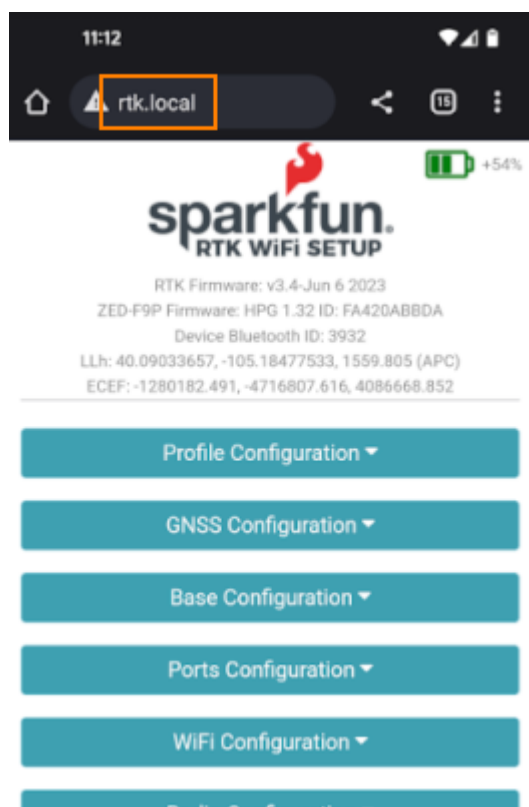 11:12
rtk.local
15
+54%
sparkfun.
RTK WiFi SETUP
RTK Firmware: v3.4-Jun 6 2023
ZED-F9P Firmware: HPG 1.32 ID: FA420ABBDA
Device Bluetooth ID: 3932
LLh: 40.09033657, -105.18477533, 1559.805 (APC)
ECEF: -1280182.491, -4716807.616, 4086668.852
Profile Configuration
GNSS Configuration
Base Configuration
Ports Configuration
WiFi Configuration